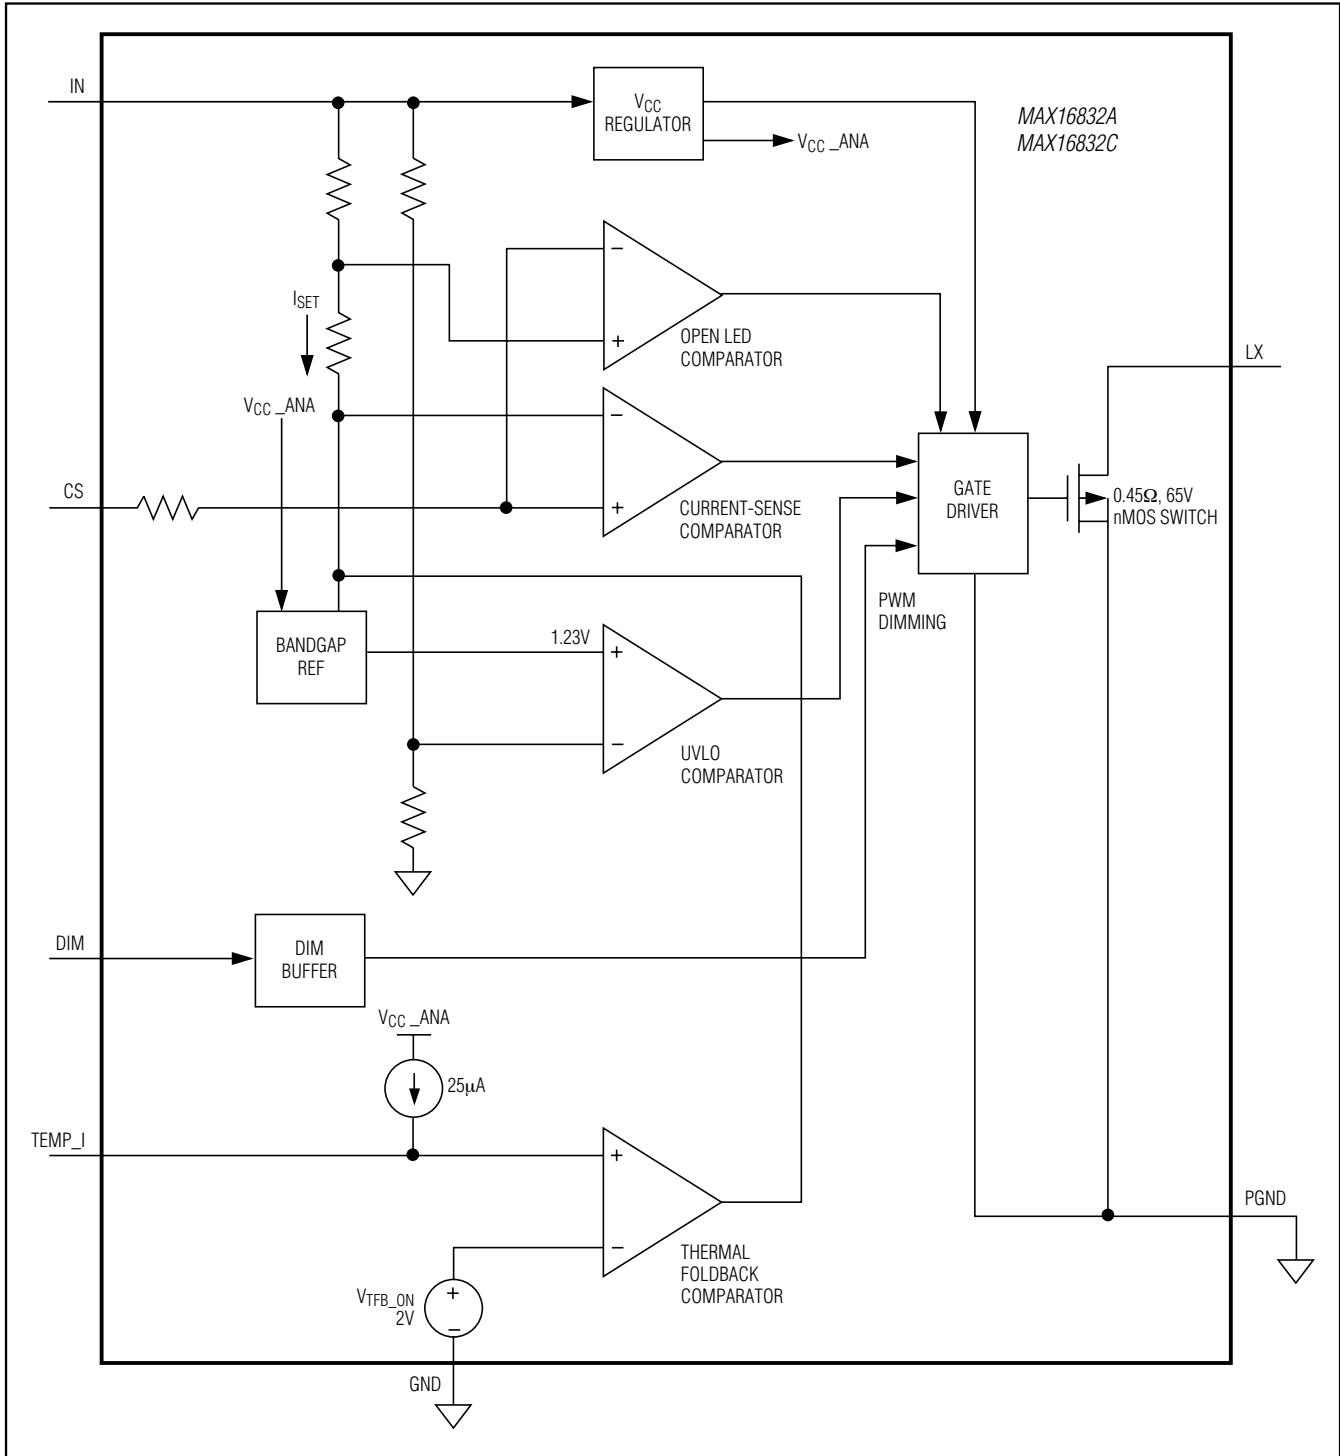 IN
VCC
REGULATOR
VCC _ANA
MAX16832A
MAX16832C
−
+
OPEN LED
COMPARATOR
ISET
LX
VCC _ANA
−
+
CURRENT-SENSE
COMPARATOR
CS
GATE
DRIVER
0.45Ω, 65V
nMOS SWITCH
PWM
DIMMING
BANDGAP
REF
1.23V
+
−
UVLO
COMPARATOR
DIM
DIM
BUFFER
VCC _ANA
25µA
TEMP_I
+
−
THERMAL
FOLDBACK
COMPARATOR
PGND
VTFB_ON
2V
+
−
GND